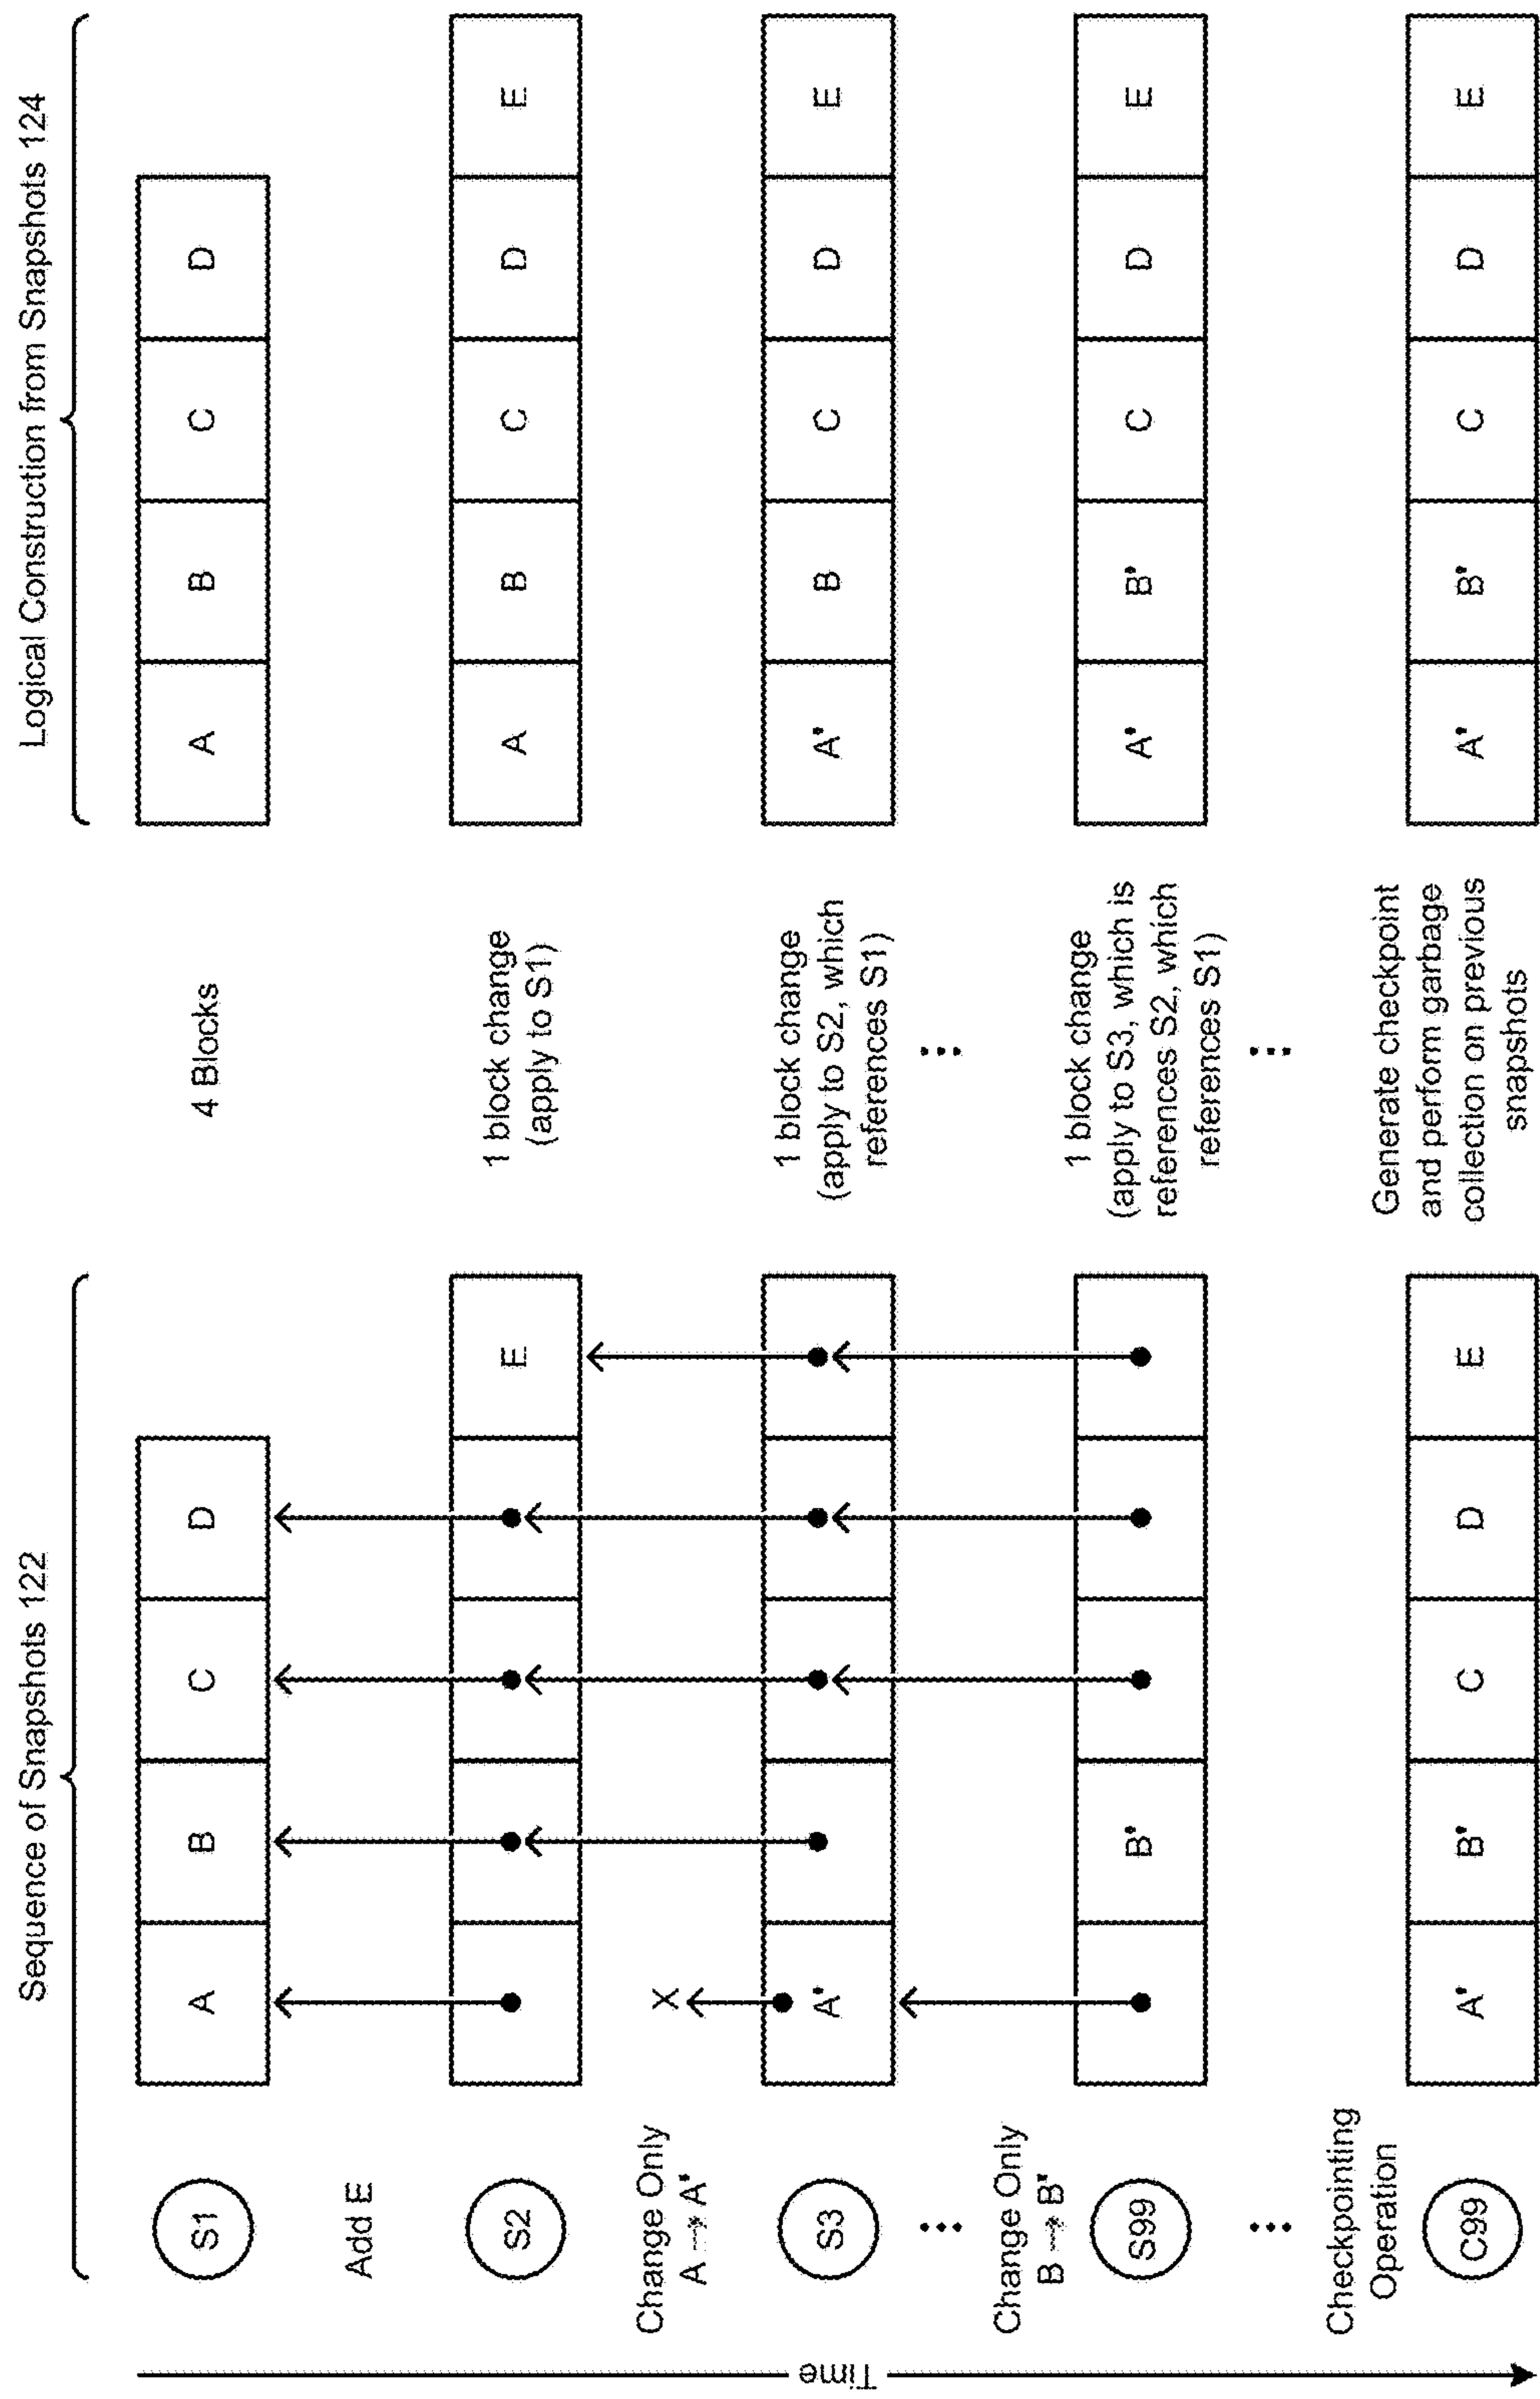 Sequence of Snapshots 122
Logical Construction from Snapshots 124
Time
S1
A
B
C
D
4 Blocks
A
B
C
D
Add E
S2
E
1 block change
(apply to S1)
A
B
C
D
E
Change Only
A → A'
X
S3
A'
1 block change
(apply to S2, which
references S1)
A'
B
C
D
E
Change Only
B → B'
S99
B'
1 block change
(apply to S3, which is
references S2, which
references S1)
A'
B'
C
D
E
Checkpointing
Operation
C99
A'
B'
C
D
E
Generate checkpoint
and perform garbage
collection on previous
snapshots
A'
B'
C
D
E